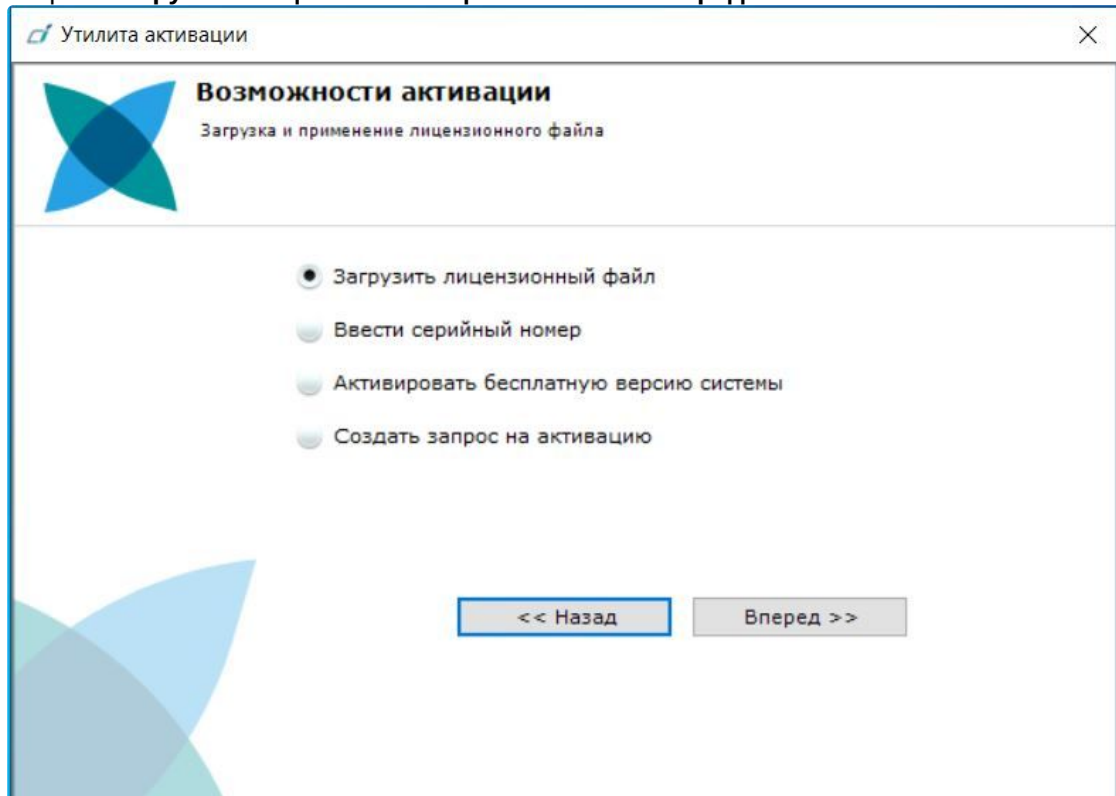 Утилита активации
Возможности активации
Загрузка и применение лицензионного файла
Загрузить лицензионный файл
Ввести серийный номер
Активировать бесплатную версию системы
Создать запрос на активацию
<< Назад
Вперед >>